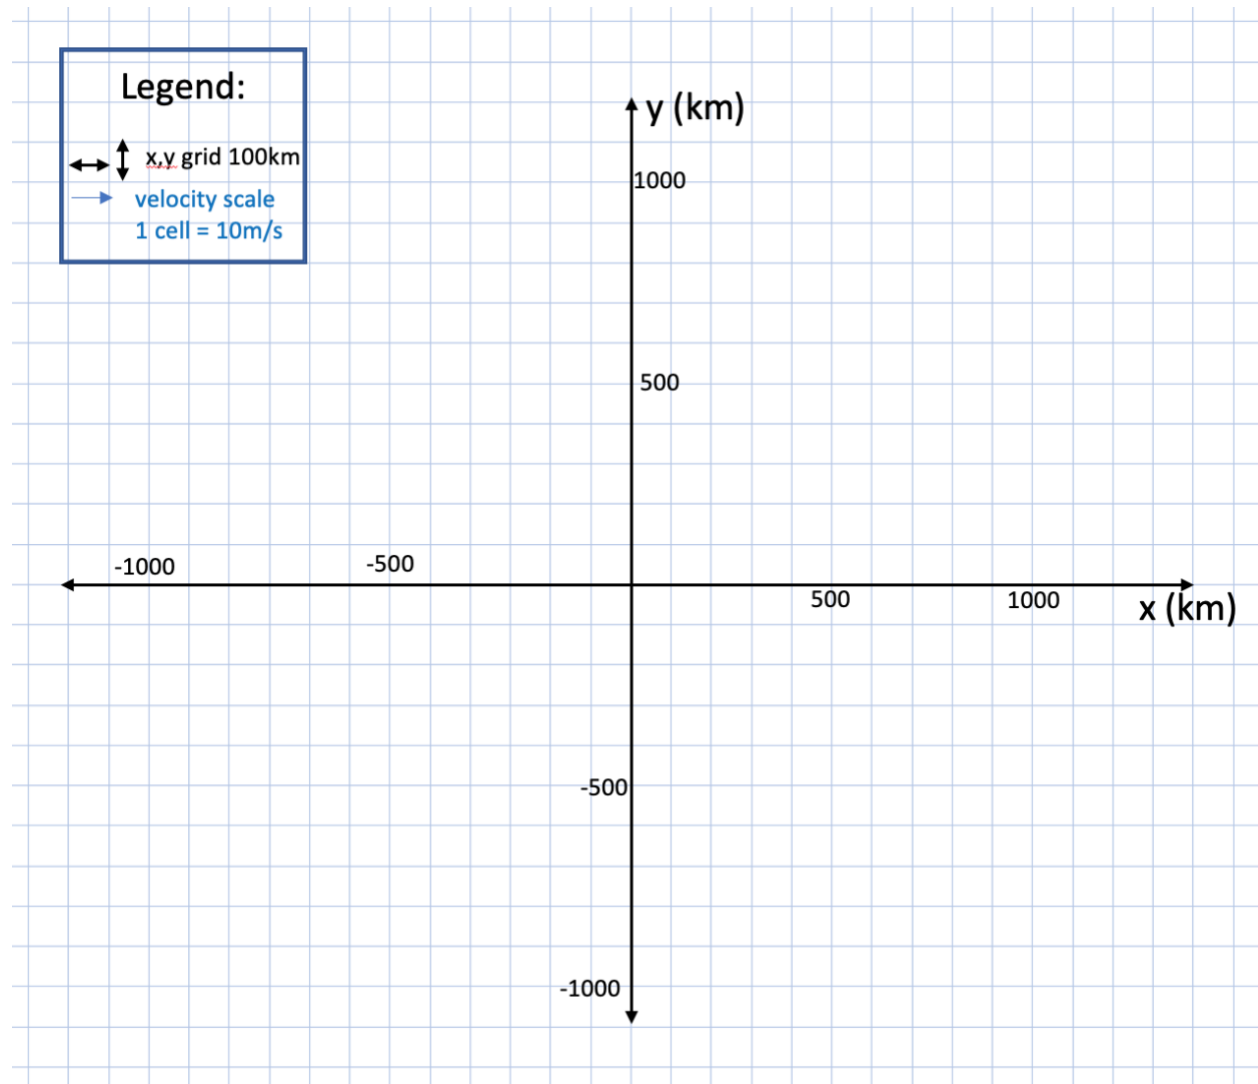 Legend:
x,y grid 100km
velocity scale
1 cell = 10m/s
y (km)
1000
500
-1000
-500
500
1000
x (km)
-500
-1000